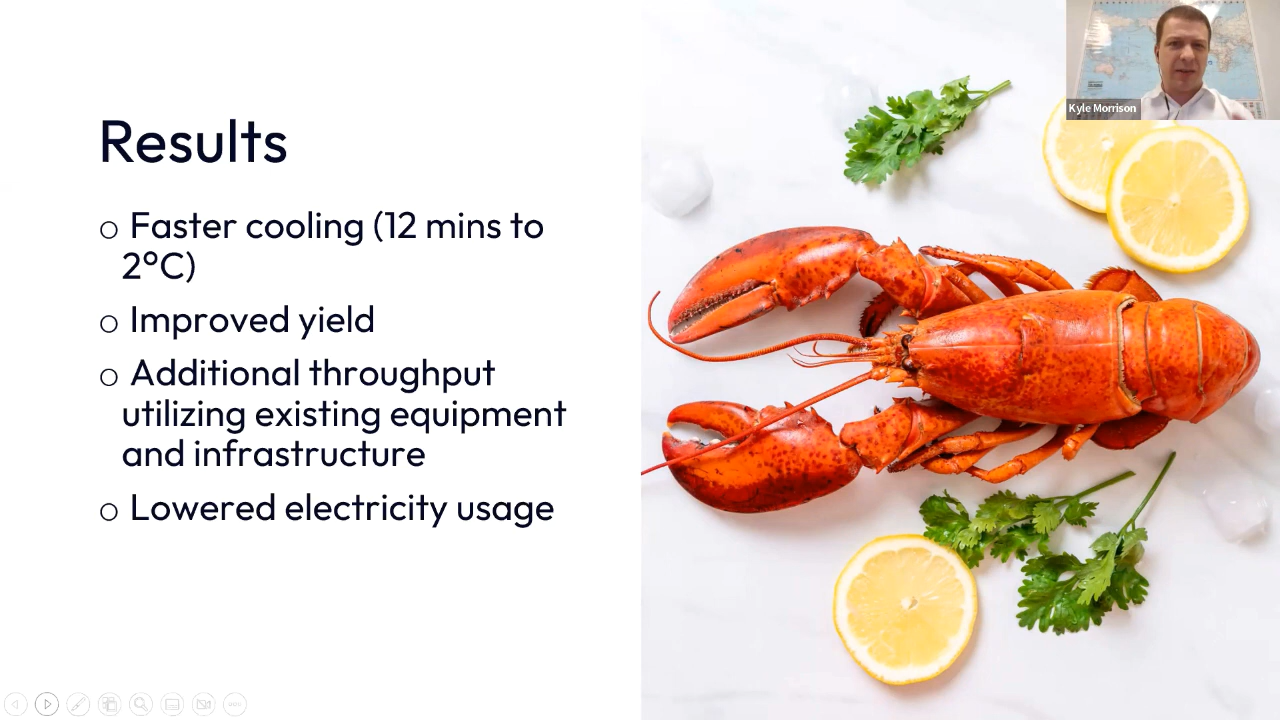 Results
○ Faster cooling (12 mins to
2°C)
○ Improved yield
○ Additional throughput
utilizing existing equipment
and infrastructure
○ Lowered electricity usage
Kyle Morrison